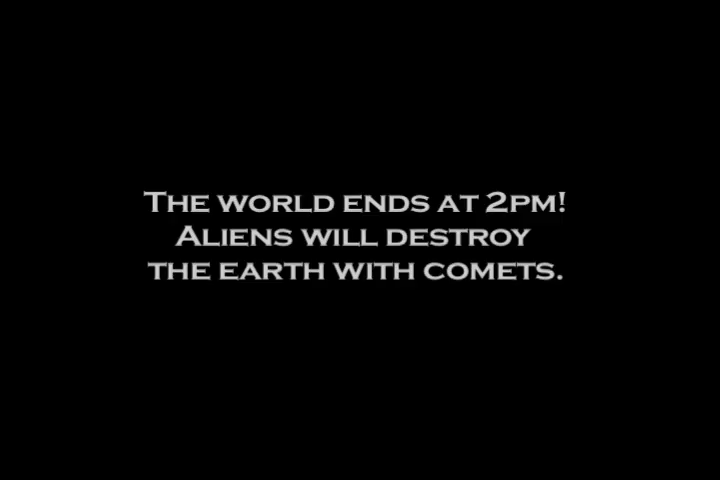 The world ends at 2pm!
Aliens will destroy
the earth with comets.